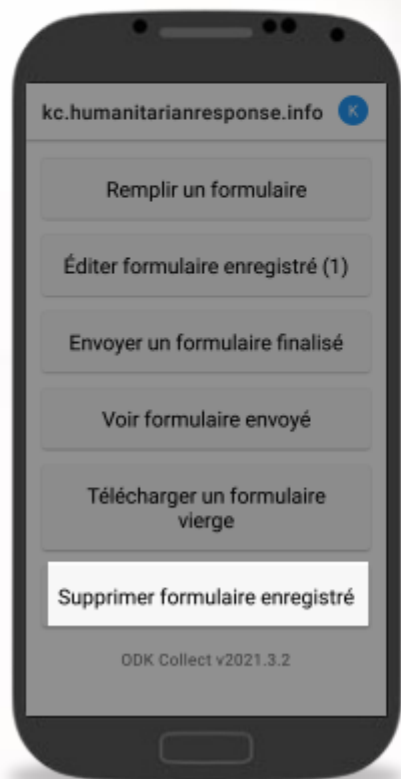 kc.humanitarianresponse.info K
Remplir un formulaire
Éditer formulaire enregistré (1)
Envoyer un formulaire finalisé
Voir formulaire envoyé
Télécharger un formulaire
vierge
Supprimer formulaire enregistré
ODK Collect v2021.3.2